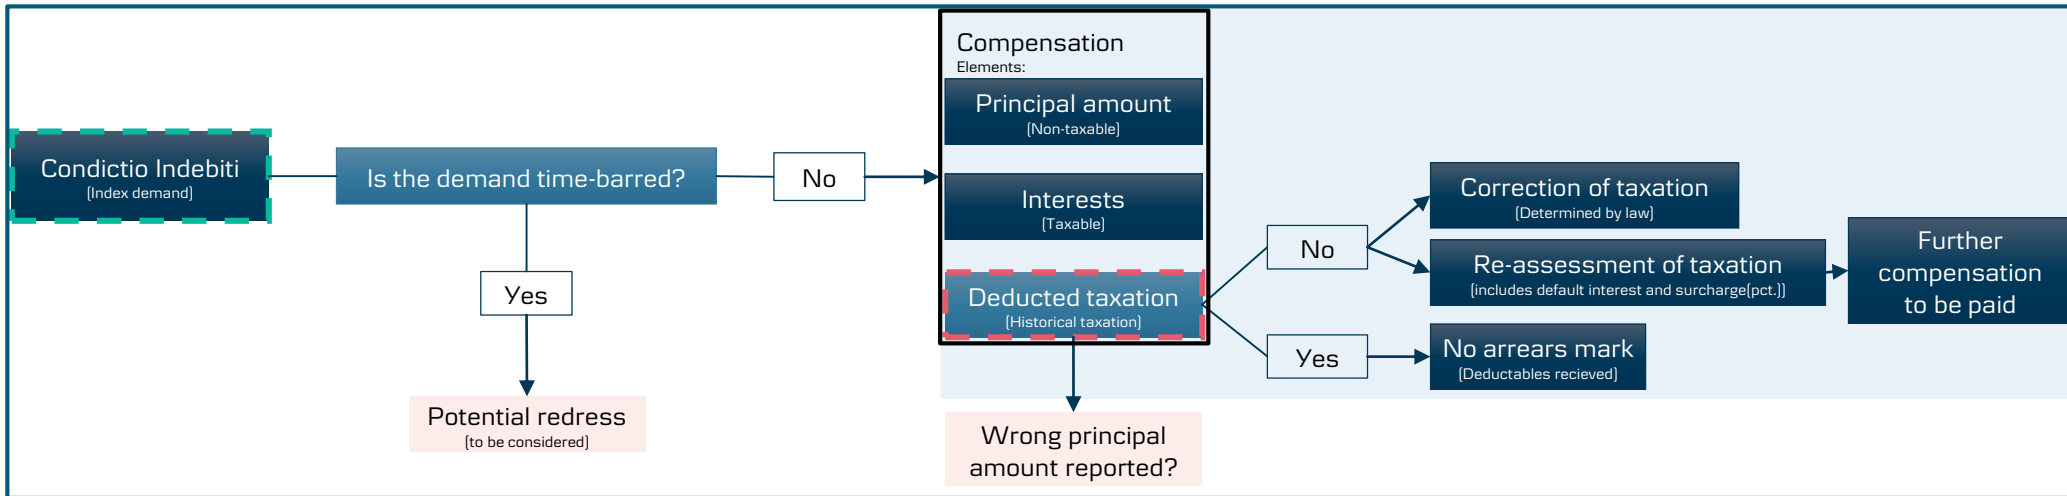 Condictio Indebiti
(Index demand)
Is the demand time-barred?
No
Yes
Potential redress
(to be considered)
Compensation
Elements:
Principal amount
(Non-taxable)
Interests
(Taxable)
Deducted taxation
(Historical taxation)
Wrong principal
amount reported?
No
Correction of taxation
(Determined by law)
Re-assessment of taxation
(includes default interest and surcharge(pct.))
Further
compensation
to be paid
Yes
No arrears mark
(Deductables recieved)